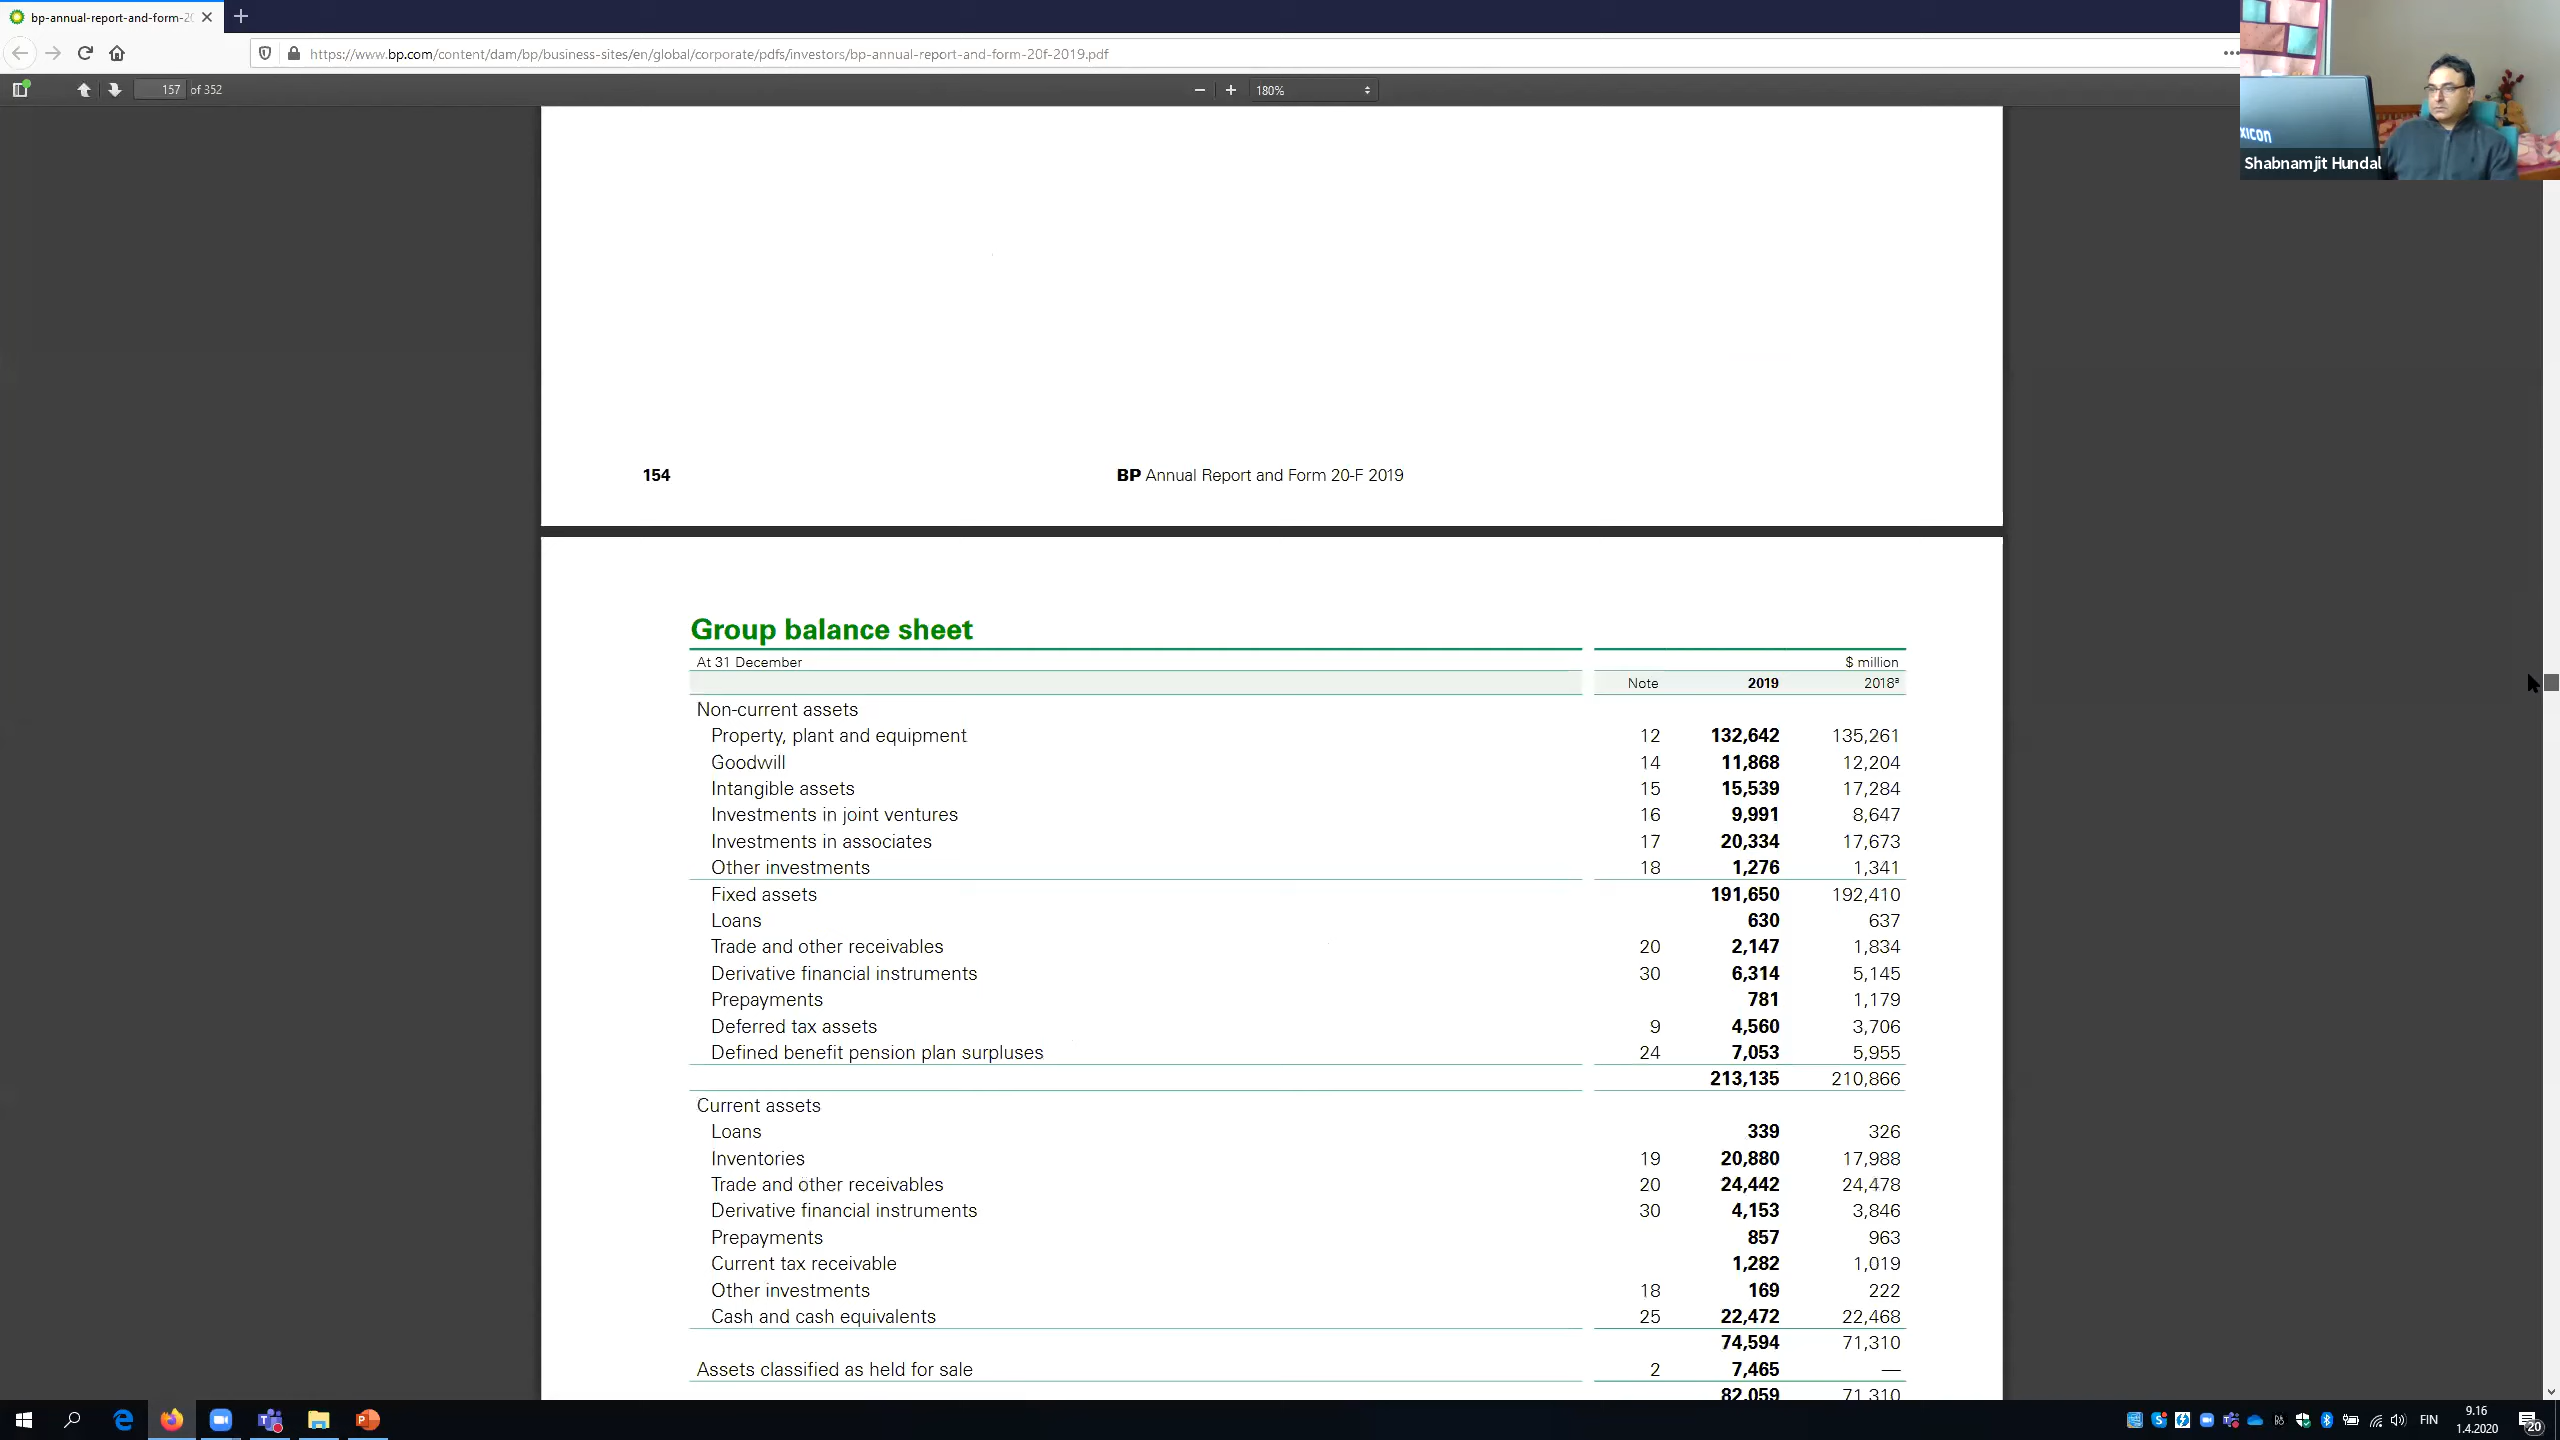 bp-annual-report-and-form-20
https://www.bp.com/content/dam/bp/business-sites/en/global/corporate/pdfs/investors/bp-annual-report-and-form-20f-2019.pdf
157 of 352
180%
xicon
Shabnamjit Hundal
154 BP Annual Report and Form 20-F 2019
Group balance sheet
At 31 December $ million
Note 2019 2018ª
Non-current assets
Property, plant and equipment 12 132,642 135,261
Goodwill 14 11,868 12,204
Intangible assets 15 15,539 17,284
Investments in joint ventures 16 9,991 8,647
Investments in associates 17 20,334 17,673
Other investments 18 1,276 1,341
Fixed assets 191,650 192,410
Loans 630 637
Trade and other receivables 20 2,147 1,834
Derivative financial instruments 30 6,314 5,145
Prepayments 781 1,179
Deferred tax assets 9 4,560 3,706
Defined benefit pension plan surpluses 24 7,053 5,955
213,135 210,866
Current assets
Loans 339 326
Inventories 19 20,880 17,988
Trade and other receivables 20 24,442 24,478
Derivative financial instruments 30 4,153 3,846
Prepayments 857 963
Current tax receivable 1,282 1,019
Other investments 18 169 222
Cash and cash equivalents 25 22,472 22,468
74,594 71,310
Assets classified as held for sale 2 7,465 —
82,059 71,310
FIN
9.16
1.4.2020
20